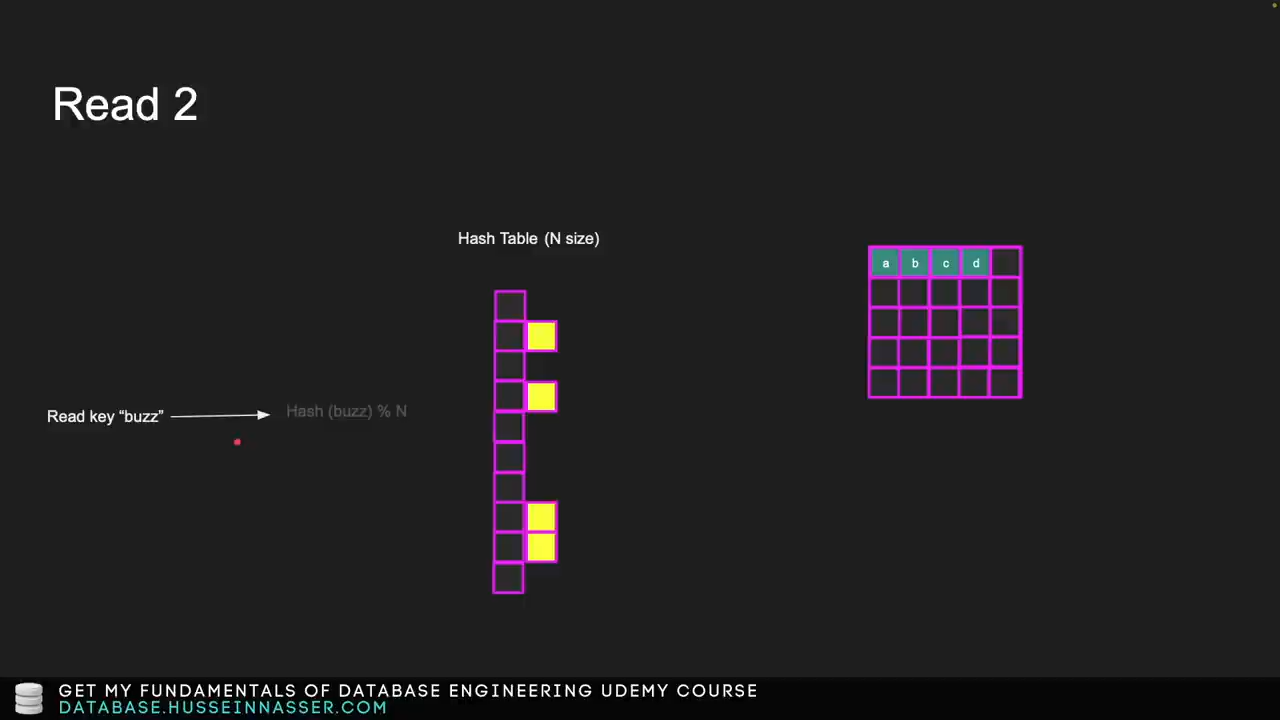 Read 2
Hash Table (N size)
a b c d
Read key “buzz”
Hash (buzz) % N
GET MY FUNDAMENTALS OF DATABASE ENGINEERING UDEMY COURSE
DATABASE.HUSSEINNASSER.COM